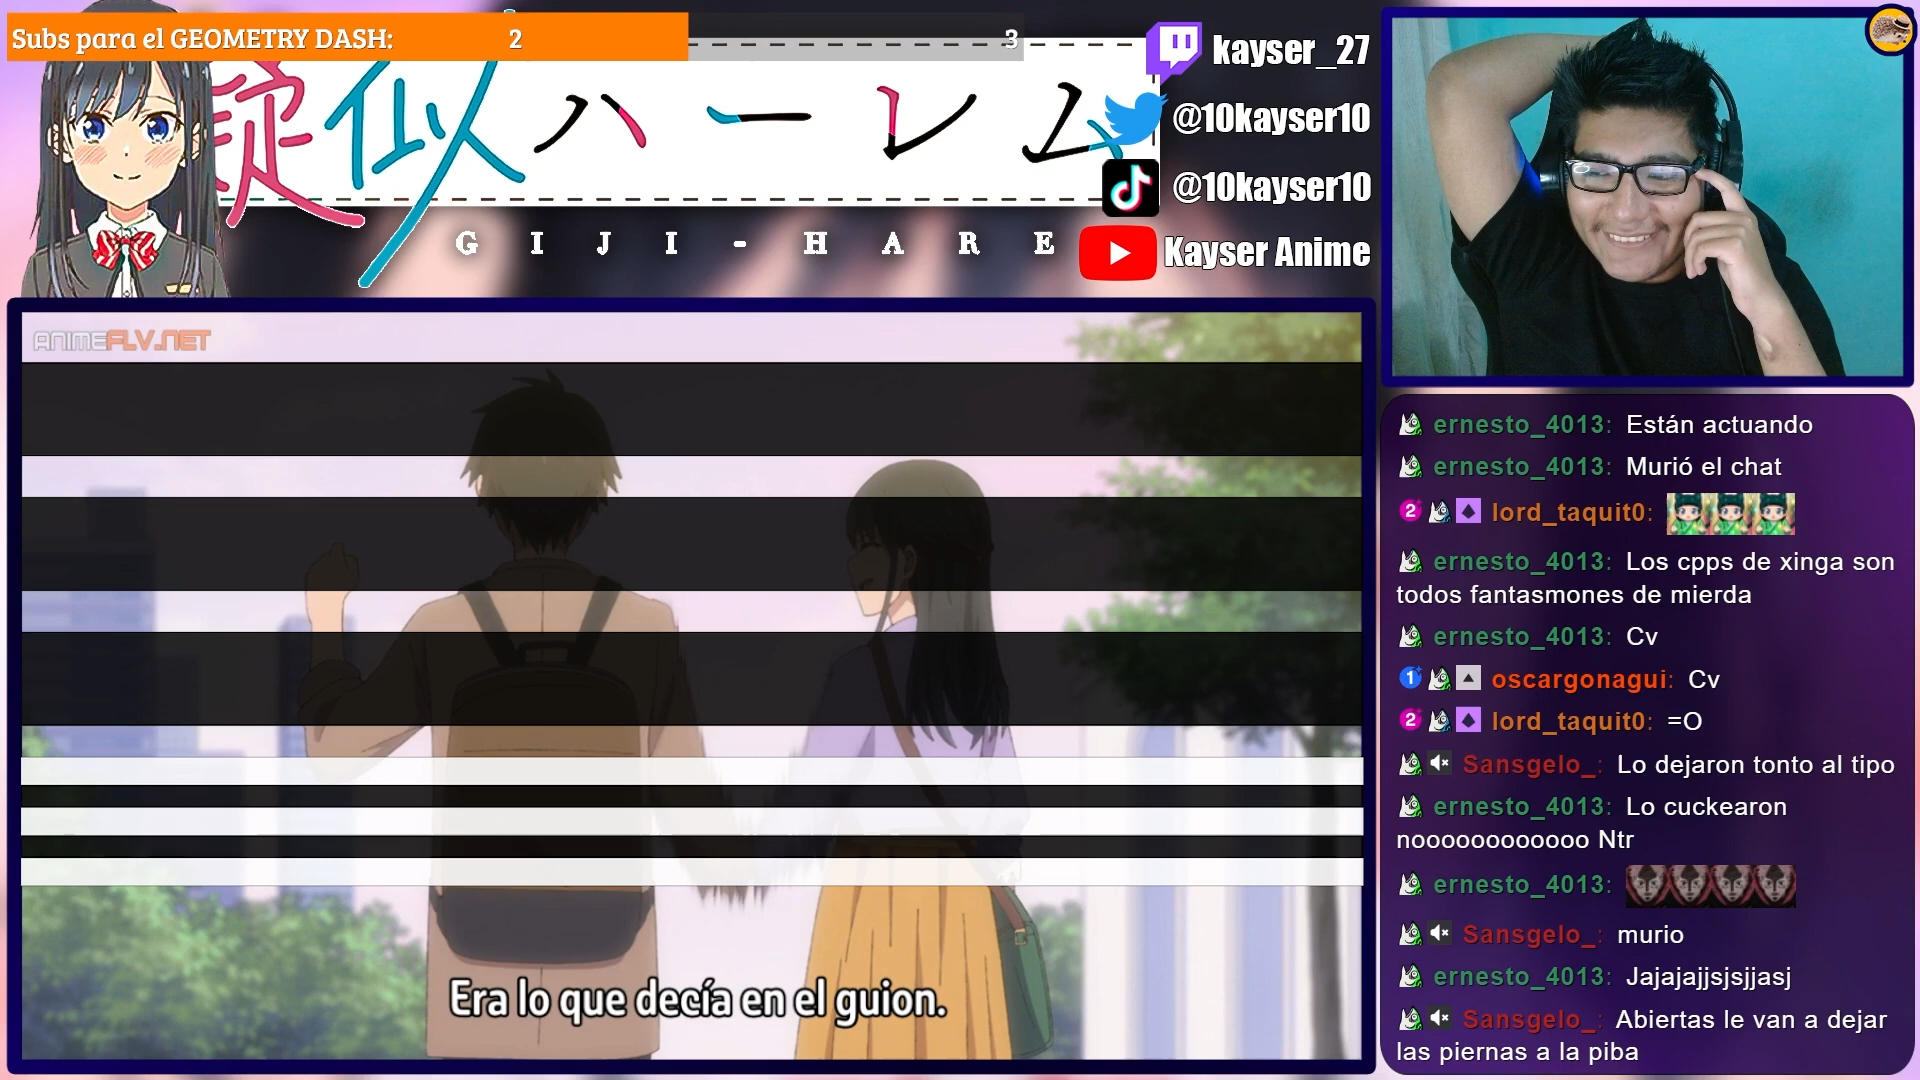 Subs para el GEOMETRY DASH: 2 3
疑似ハーレム
GIJI-HARE
kayser_27
@10kayser10
@10kayser10
Kayser Anime
ANIMEFLV.NET
Era lo que decía en el guion.
ernesto_4013: Están actuando
ernesto_4013: Murió el chat
2 lord_taquit0:
ernesto_4013: Los cpps de xinga son
todos fantasmones de mierda
ernesto_4013: Cv
1 oscargonagui: Cv
2 lord_taquit0: =O
Sansgelo_: Lo dejaron tonto al tipo
ernesto_4013: Lo cuckearon
noooooooooooo Ntr
ernesto_4013:
Sansgelo_: murio
ernesto_4013: Jajajajjsjsjjasj
Sansgelo_: Abiertas le van a dejar
las piernas a la piba